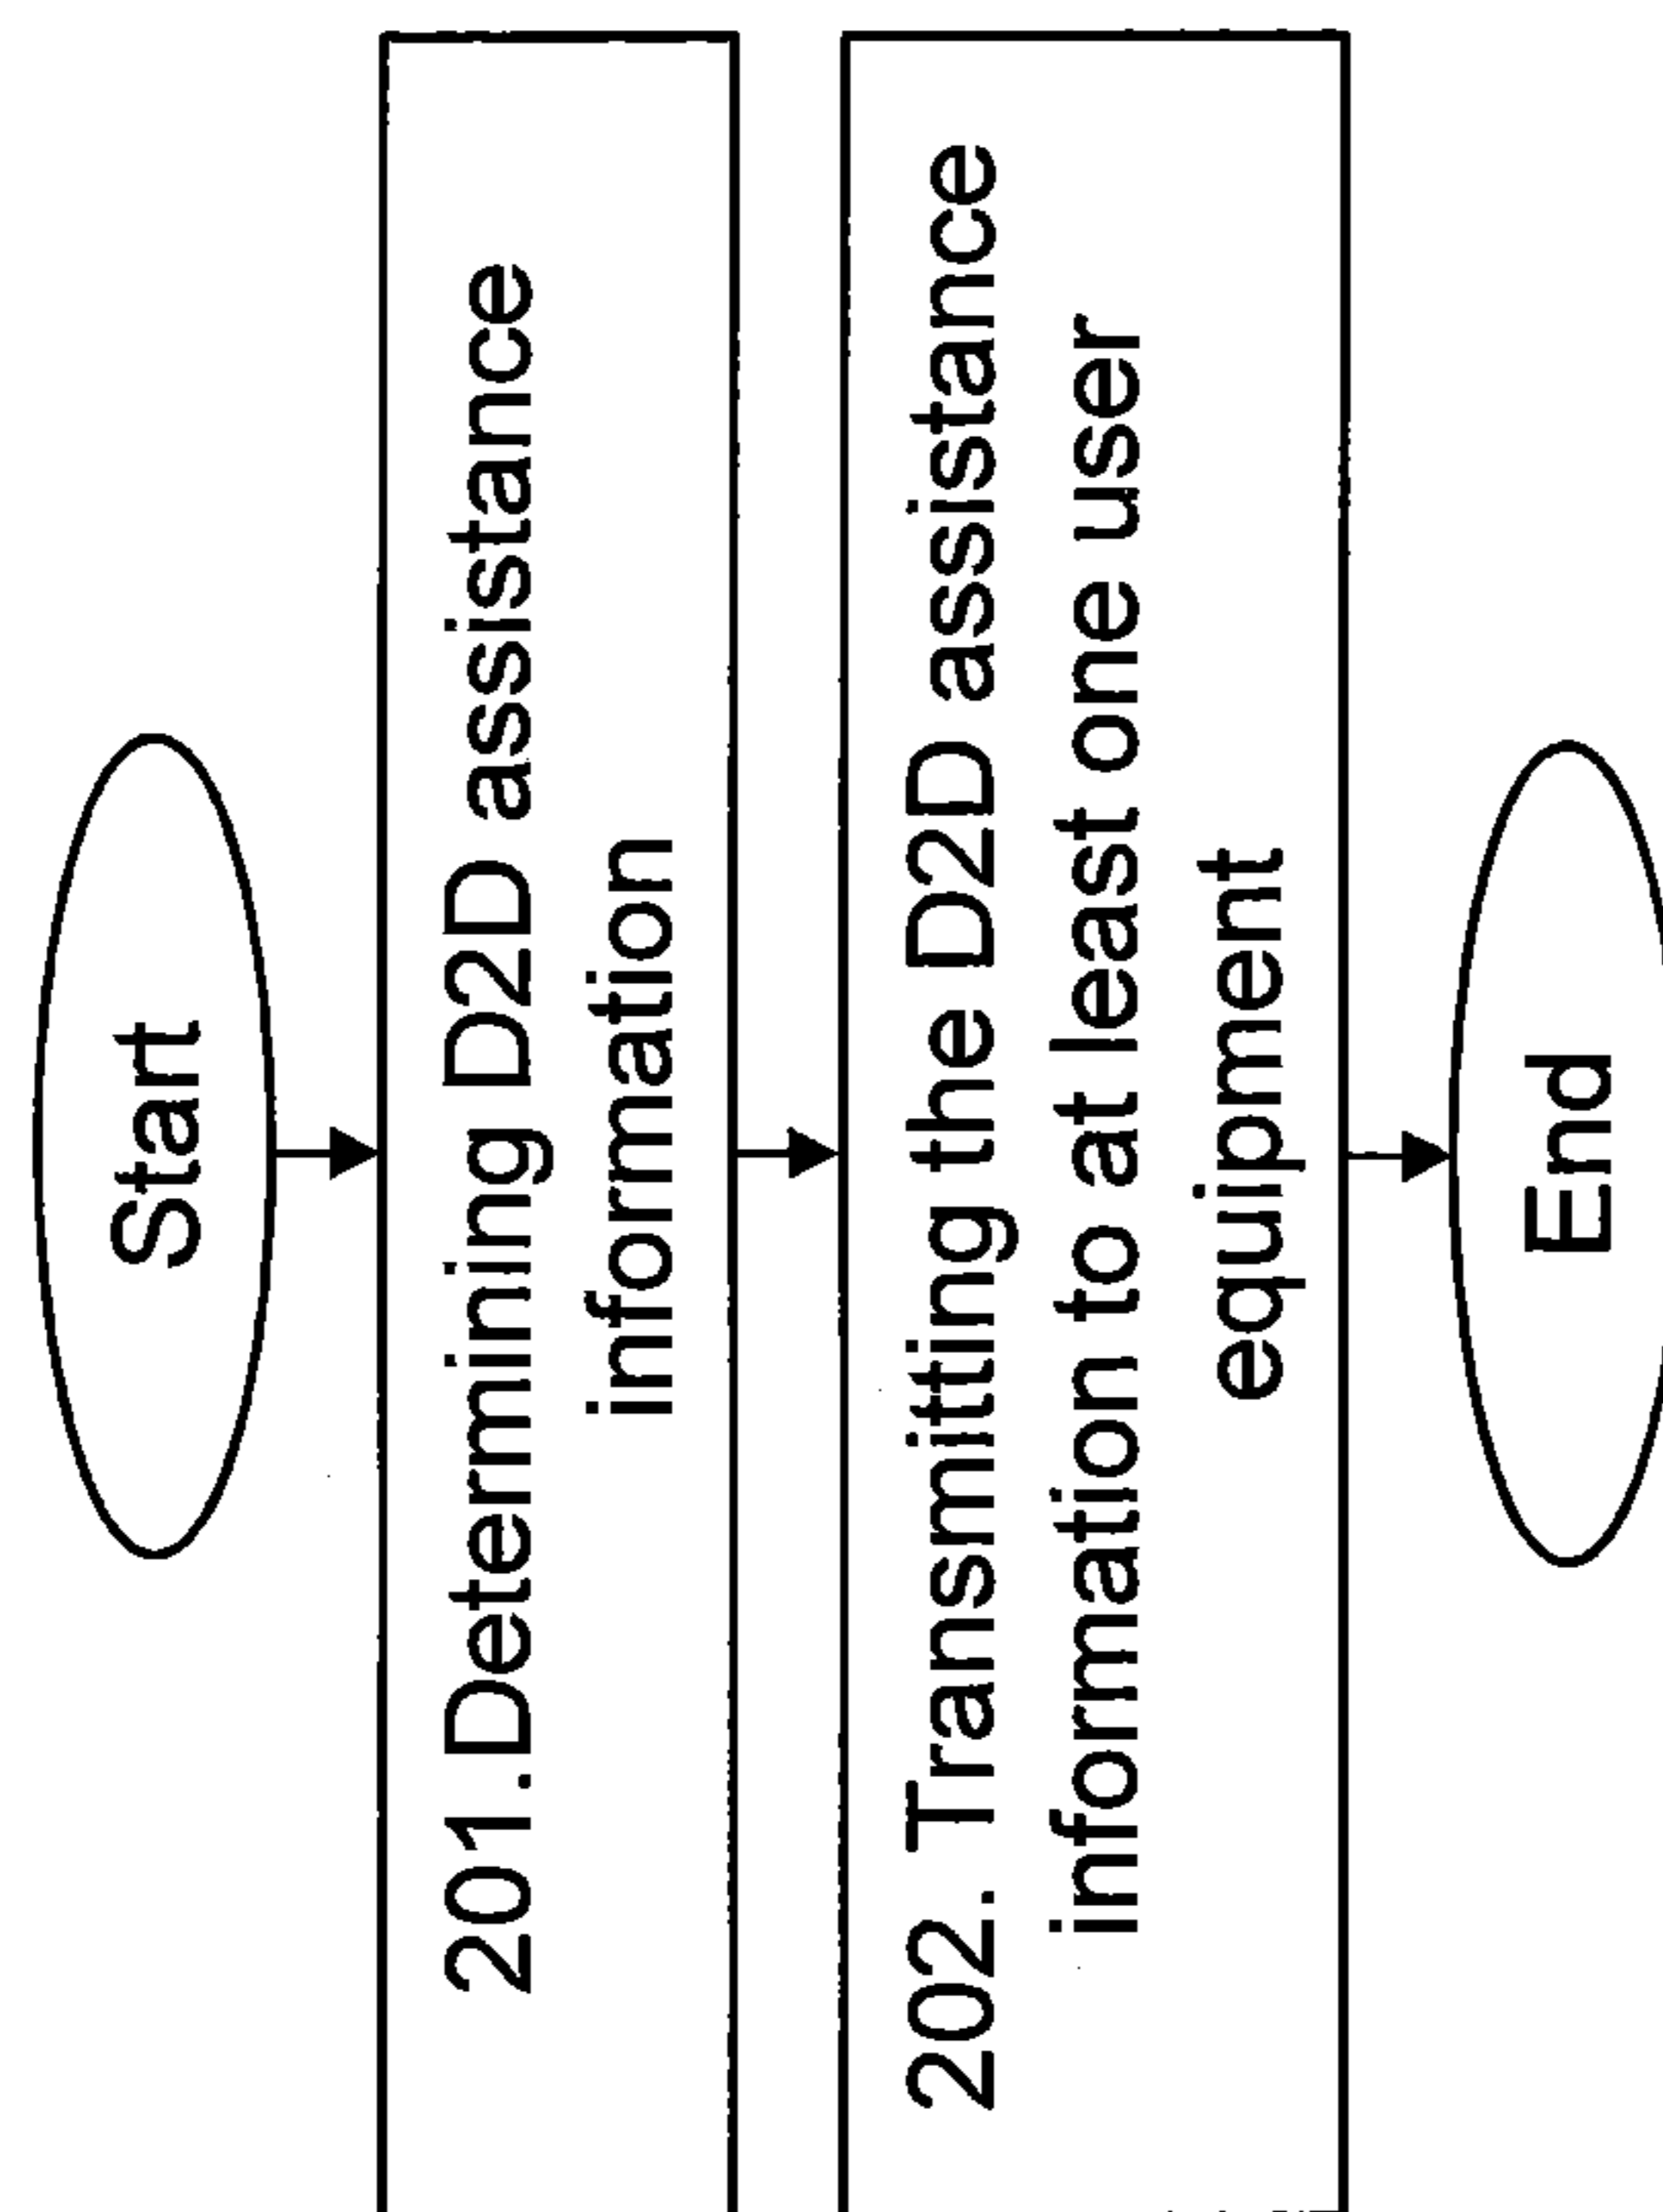 Start
201.Determining D2D assistance
information
202. Transmitting the D2D assistance
information to at least one user
equipment
End